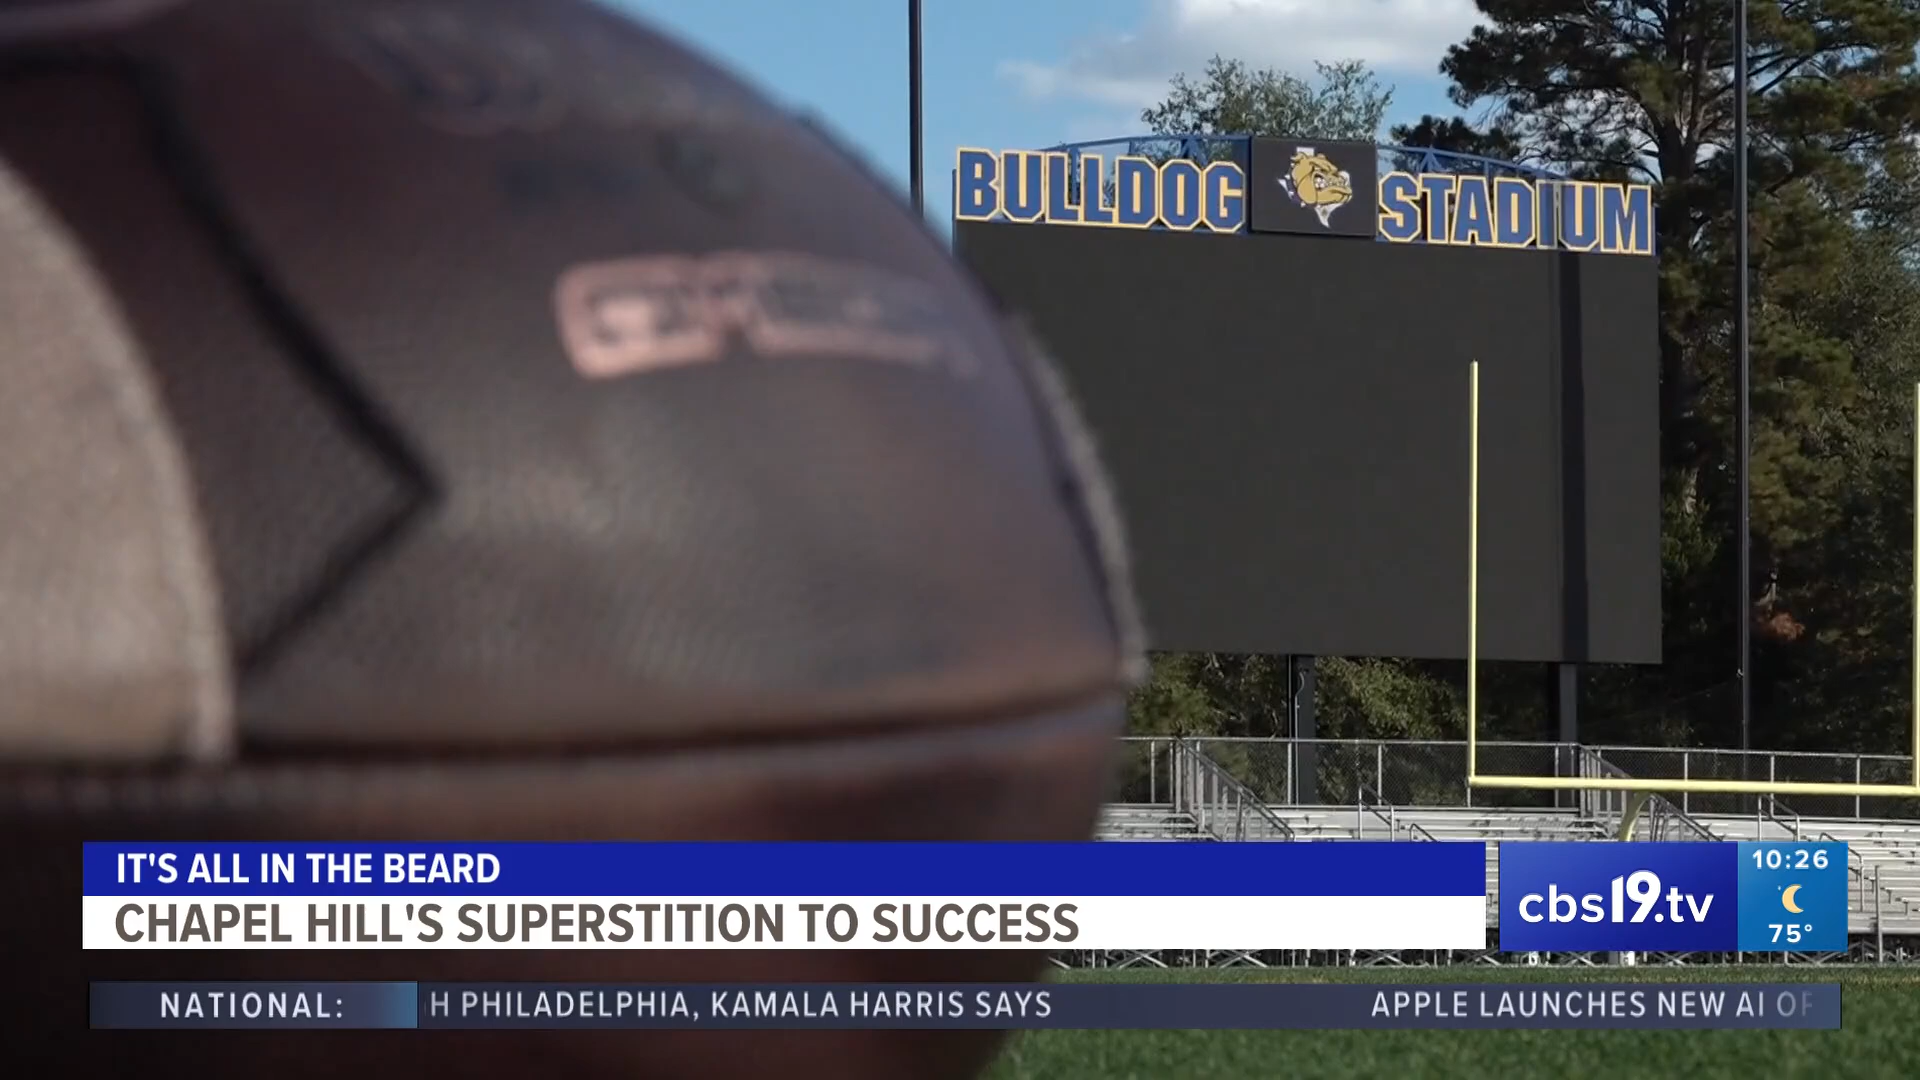 BULLDOG STADIUM
IT'S ALL IN THE BEARD
CHAPEL HILL'S SUPERSTITION TO SUCCESS
cbs19.tv
10:26
75°
NATIONAL:
H PHILADELPHIA, KAMALA HARRIS SAYS
APPLE LAUNCHES NEW AI